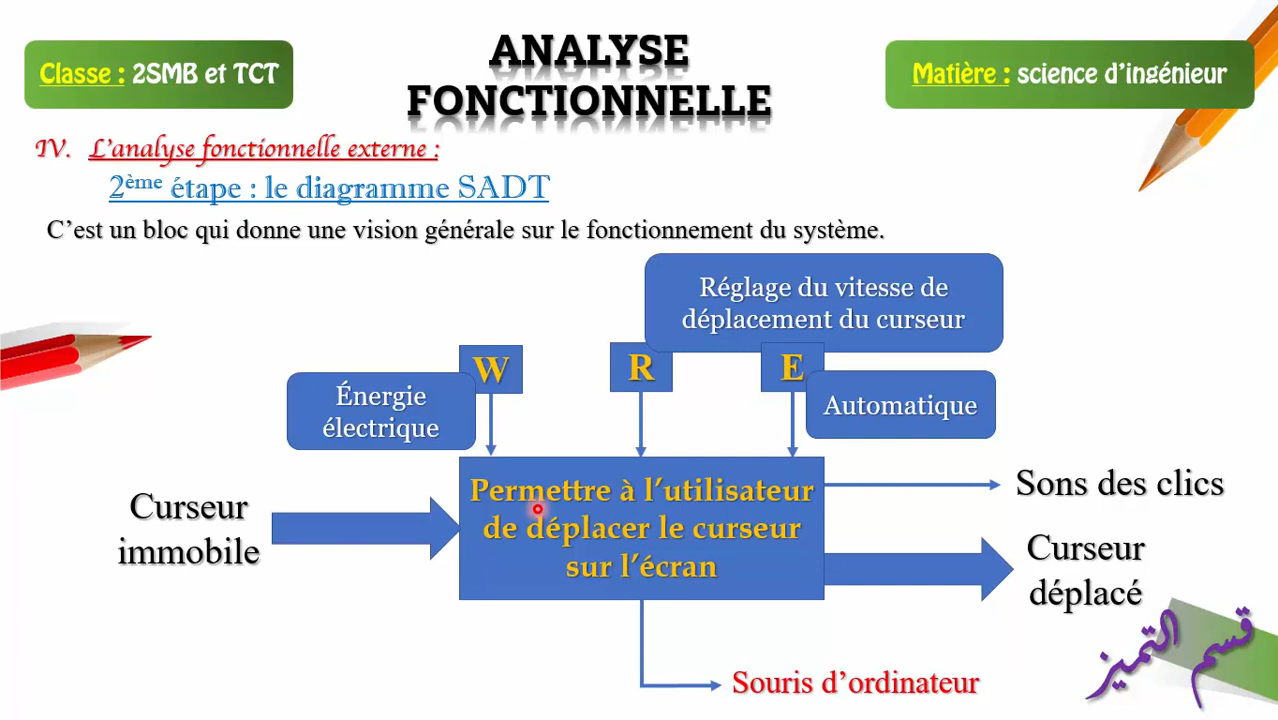 Classe : 2SMB et TCT
ANALYSE
FONCTIONNELLE
Matière : science d'ingénieur
IV. L'analyse fonctionnelle externe :
2ème étape : le diagramme SADT
C'est un bloc qui donne une vision générale sur le fonctionnement du système.
Réglage du vitesse de
déplacement du curseur
W
R
E
Énergie
électrique
Automatique
Permettre à l'utilisateur
de déplacer le curseur
sur l'écran
Curseur
immobile
Sons des clics
Curseur
déplacé
Souris d'ordinateur
قسم التميز